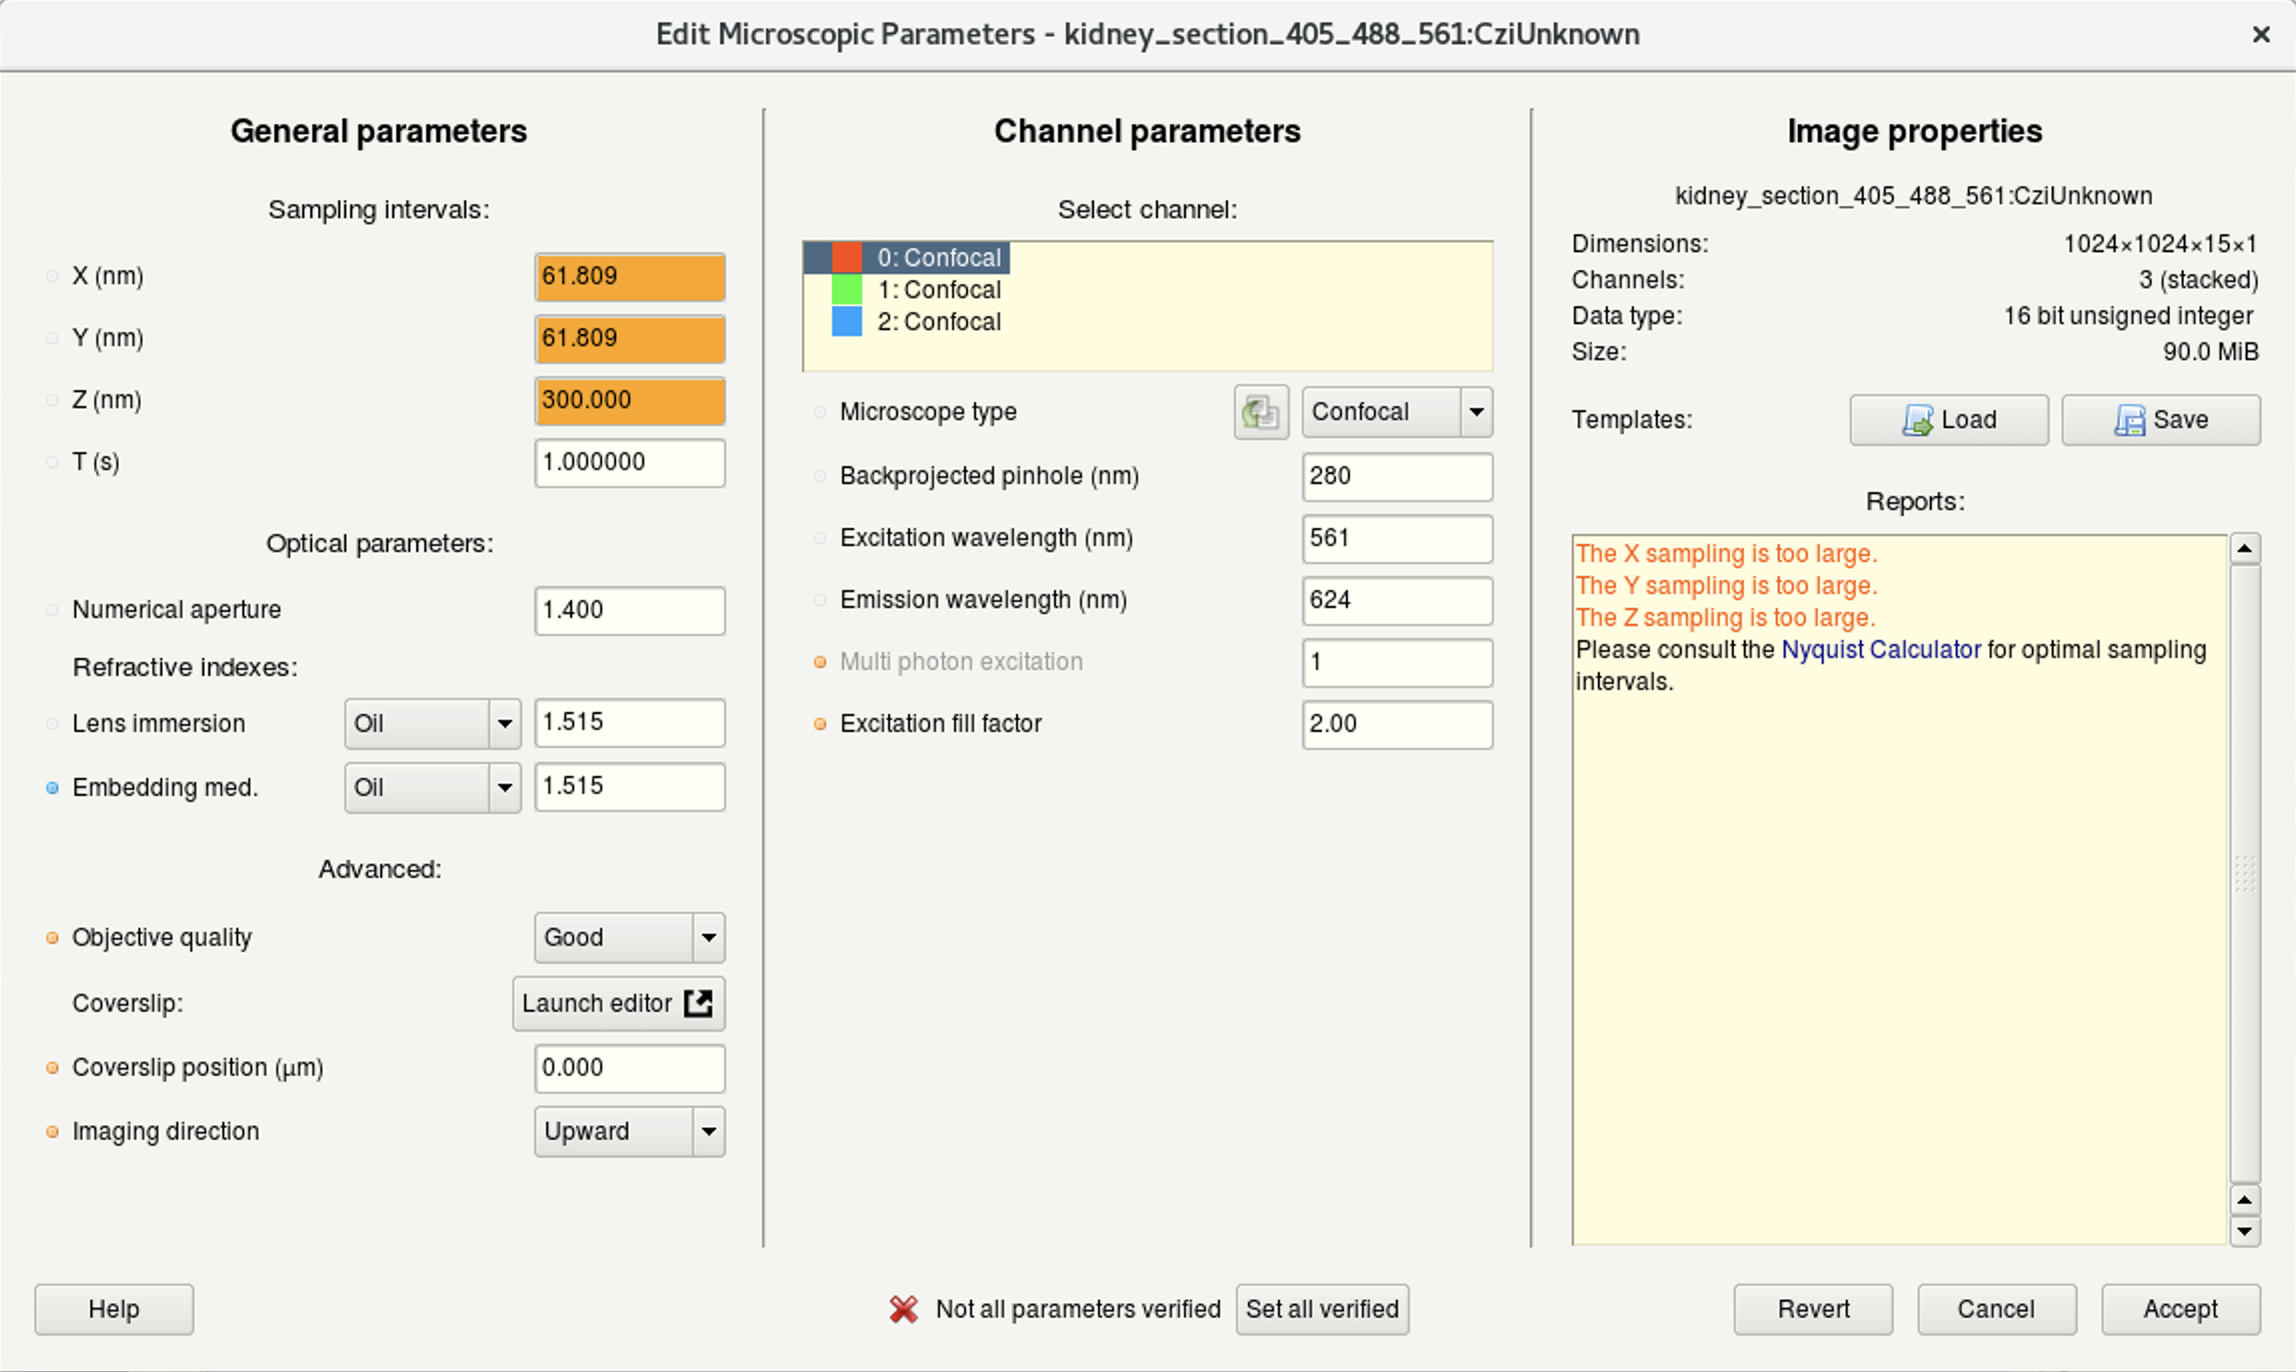 Edit Microscopic Parameters - kidney_section_405_488_561:CziUnknown
General parameters
Sampling intervals:
X (nm) 61.809
Y (nm) 61.809
Z (nm) 300.000
T (s) 1.000000
Optical parameters:
Numerical aperture 1.400
Refractive indexes:
Lens immersion Oil 1.515
Embedding med. Oil 1.515
Advanced:
Objective quality Good
Coverslip: Launch editor
Coverslip position (µm) 0.000
Imaging direction Upward
Channel parameters
Select channel:
0: Confocal
1: Confocal
2: Confocal
Microscope type Confocal
Backprojected pinhole (nm) 280
Excitation wavelength (nm) 561
Emission wavelength (nm) 624
Multi photon excitation 1
Excitation fill factor 2.00
Image properties
kidney_section_405_488_561:CziUnknown
Dimensions: 1024×1024×15×1
Channels: 3 (stacked)
Data type: 16 bit unsigned integer
Size: 90.0 MiB
Templates: Load Save
Reports:
The X sampling is too large.
The Y sampling is too large.
The Z sampling is too large.
Please consult the Nyquist Calculator for optimal sampling
intervals.
Help Not all parameters verified Set all verified Revert Cancel Accept